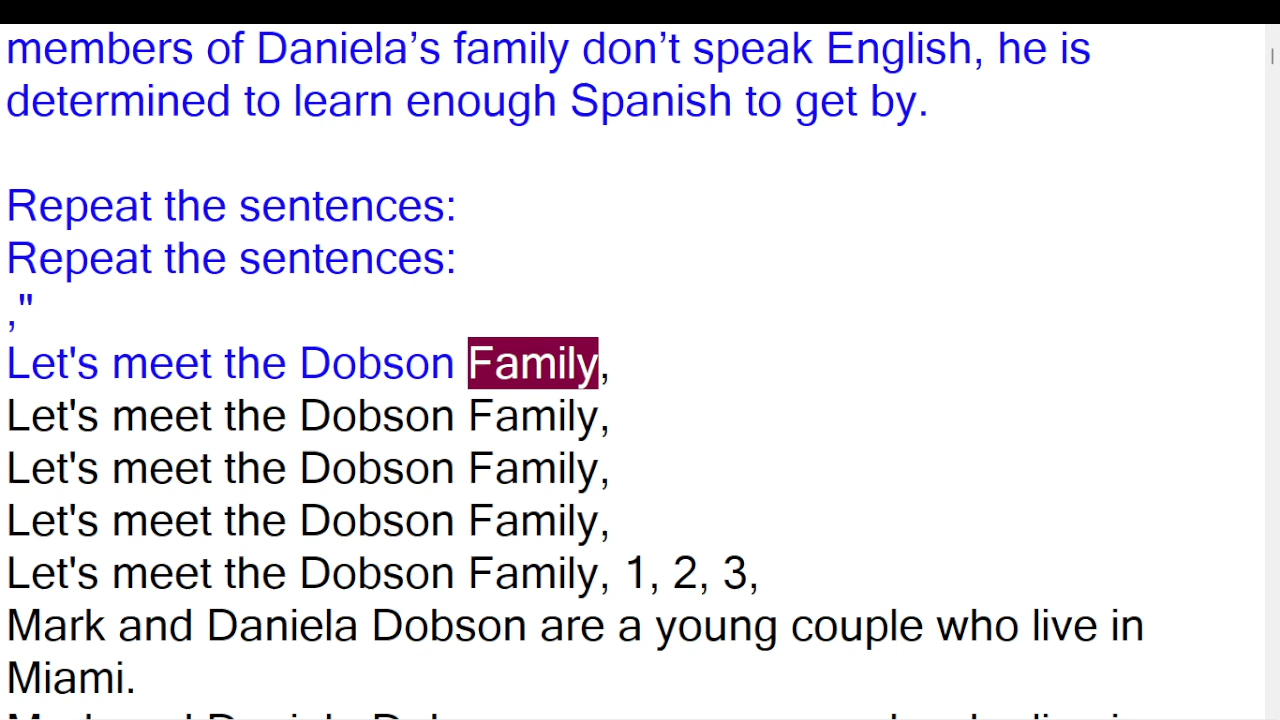 members of Daniela’s family don’t speak English, he is
determined to learn enough Spanish to get by.
Repeat the sentences:
Repeat the sentences:
,"
Let's meet the Dobson Family,
Let's meet the Dobson Family,
Let's meet the Dobson Family,
Let's meet the Dobson Family,
Let's meet the Dobson Family, 1, 2, 3,
Mark and Daniela Dobson are a young couple who live in
Miami.